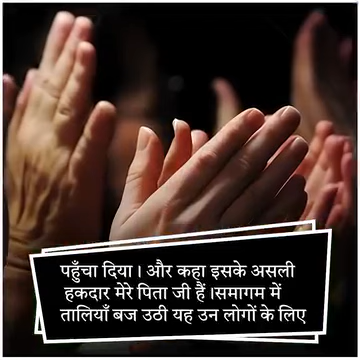 पहुँचा दिया। और कहा इसके असली
हकदार मेरे पिता जी हैं।समागम में
तालियाँ बज उठी यह उन लोगों के लिए